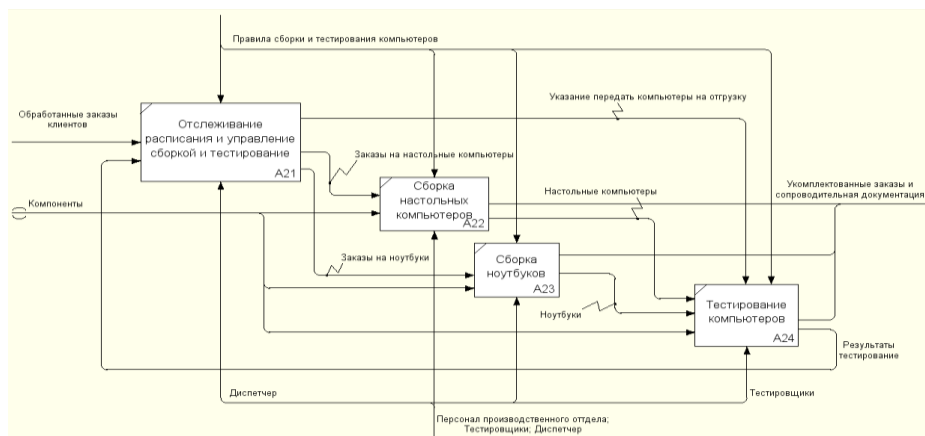 Правила сборки и тестирования компьютеров
Указание передать компьютеры на отгрузку
Обработанные заказы
клиентов
Отслеживание
расписания и управление
сборкой и тестирование
A21
Заказы на настольные компьютеры
Сборка
настольных
компьютеров
A22
Настольные компьютеры
Укомплектованные заказы и
сопроводительная документация
Компоненты
Заказы на ноутбуки
Сборка
ноутбуков
A23
Ноутбуки
Тестирование
компьютеров
A24
Результаты
тестирование
Диспетчер
Тестировщики
Персонал производственного оттдела;
Тестировщики; Диспетчер